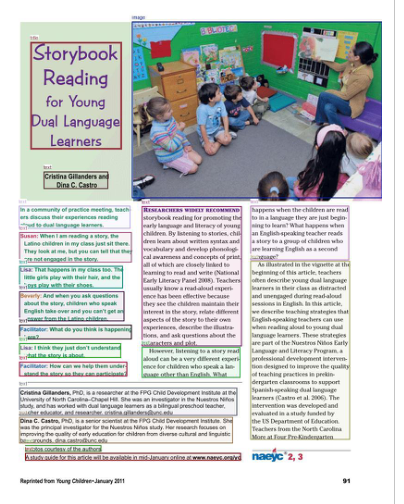 image
title
Storybook
Reading
for Young
Dual Language
Learners
text
Cristina Gillanders and
Dina C. Castro
In a community of practice meeting, teach-
ers discuss their experiences reading
aloud to dual language learners.
Susan: When I am reading a story, the
Latino children in my class just sit there.
They look at me, but you can tell that they
are not engaged in the story.
Lisa: That happens in my class too. The
little girls play with their hair, and the
boys play with their shoes.
Beverly: And when you ask questions
about the story, children who speak
English take over and you can't get an
answer from the Latino children.
Facilitator: What do you think is happening
here?
Lisa: I think they just don't understand
what the story is about.
Facilitator: How can we help them under-
stand the story so they can participate?
text
Cristina Gillanders, PhD, is a researcher at the FPG Child Development Institute at the
University of North Carolina–Chapel Hill. She was an investigator in the Nuestros Niños
study, and has worked with dual language learners as a bilingual preschool teacher,
teacher educator, and researcher. cristina.gillanders@unc.edu
Dina C. Castro, PhD, is a senior scientist at the FPG Child Development Institute. She
was the principal investigator for the Nuestros Niños study. Her research focuses on
improving the quality of early education for children from diverse cultural and linguistic
backgrounds. dina.castro@unc.edu
Photos courtesy of the authors
A study guide for this article will be available in mid-January online at www.naeyc.org/yc
text
RESEARCHERS WIDELY RECOMMEND
storybook reading for promoting the
early language and literacy of young
children. By listening to stories, chil-
dren learn about written syntax and
vocabulary and develop phonologi-
cal awareness and concepts of print,
all of which are closely linked to
learning to read and write (National
Early Literacy Panel 2008). Teachers
usually know a read-aloud experi-
ence has been effective because
they see the children maintain their
interest in the story, relate different
aspects of the story to their own
experiences, describe the illustra-
tions, and ask questions about the
characters and plot.
However, listening to a story read
aloud can be a very different experi-
ence for children who speak a lan-
guage other than English. What
happens when the children are read
to in a language they are just begin-
ning to learn? What happens when
an English-speaking teacher reads
a story to a group of children who
are learning English as a second
language?
As illustrated in the vignette at the
beginning of this article, teachers
often describe young dual language
learners in their class as distracted
and unengaged during read-aloud
sessions in English. In this article,
we describe teaching strategies that
English-speaking teachers can use
when reading aloud to young dual
language learners. These strategies
are part of the Nuestros Niños Early
Language and Literacy Program, a
professional development interven-
tion designed to improve the quality
of teaching practices in prekin-
dergarten classrooms to support
Spanish-speaking dual language
learners (Castro et al. 2006). The
intervention was developed and
evaluated in a study funded by
the US Department of Education.
Teachers from the North Carolina
More at Four Pre-Kindergarten
naeyc 2, 3
Reprinted from Young Children•January 2011
91